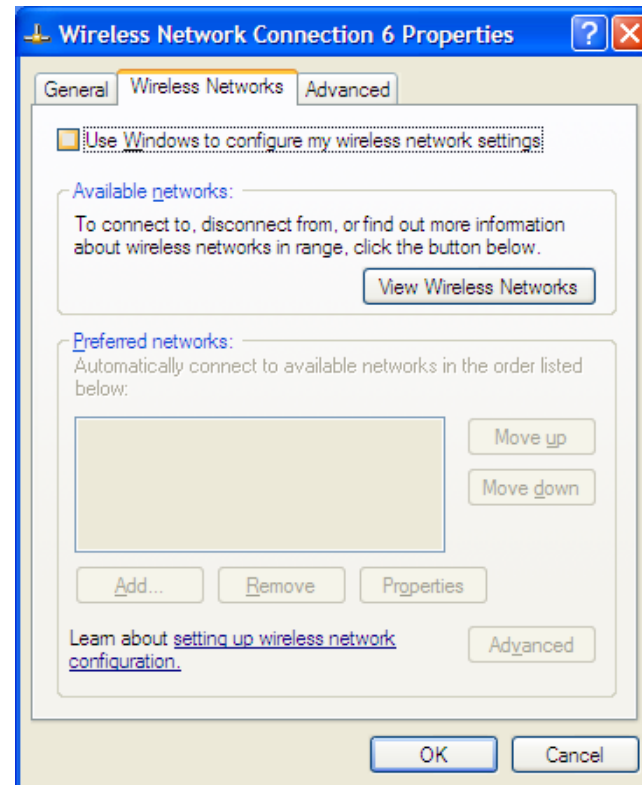 Wireless Network Connection 6 Properties
General Wireless Networks Advanced
Use Windows to configure my wireless network settings
Available networks:
To connect to, disconnect from, or find out more information
about wireless networks in range, click the button below.
View Wireless Networks
Preferred networks:
Automatically connect to available networks in the order listed
below:
Move up
Move down
Add... Remove Properties
Learn about setting up wireless network
configuration.
Advanced
OK Cancel